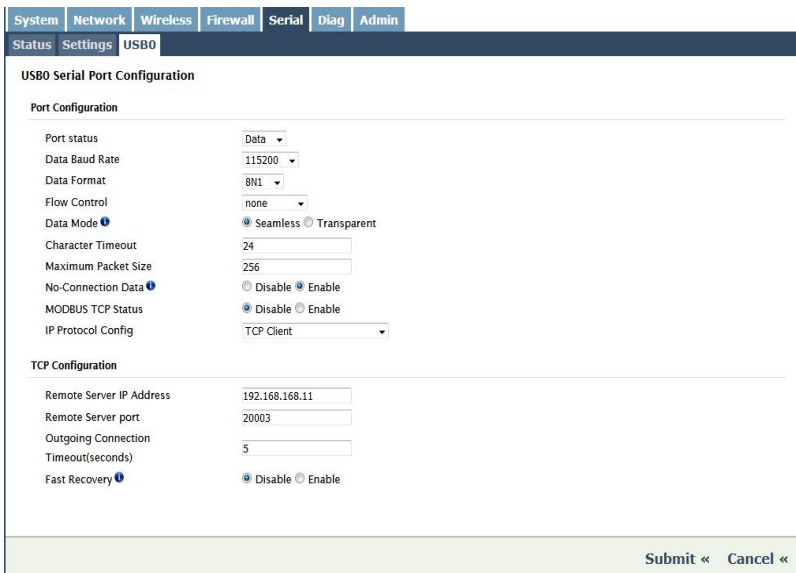 System Network Wireless Firewall Serial Diag Admin
Status Settings USB0
USB0 Serial Port Configuration
Port Configuration
Port status Data
Data Baud Rate 115200
Data Format 8N1
Flow Control none
Data Mode Seamless Transparent
Character Timeout 24
Maximum Packet Size 256
No-Connection Data Disable Enable
MODBUS TCP Status Disable Enable
IP Protocol Config TCP Client
TCP Configuration
Remote Server IP Address 192.168.168.11
Remote Server port 20003
Outgoing Connection
Timeout(seconds) 5
Fast Recovery Disable Enable
Submit « Cancel «